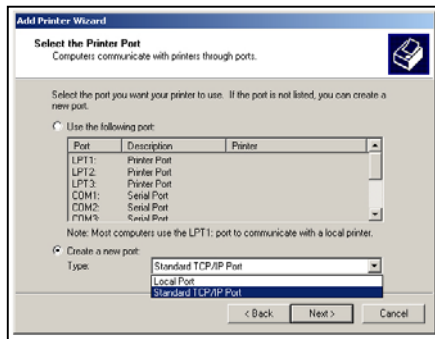 Add Printer Wizard
Select the Printer Port
Computers communicate with printers through ports.
Select the port you want your printer to use. If the port is not listed, you can create a
new port.
Use the following port:
Port Description Printer
LPT1: Printer Port
LPT2: Printer Port
LPT3: Printer Port
COM1: Serial Port
COM2: Serial Port
COM3: Serial Port
Note: Most computers use the LPT1: port to communicate with a local printer.
Create a new port:
Type: Standard TCP/IP Port
Local Port
Standard TCP/IP Port
< Back Next > Cancel